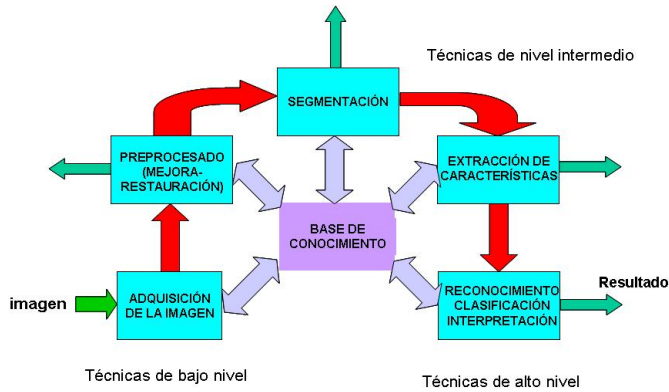 Técnicas de nivel intermedio
SEGMENTACIÓN
PREPROCESADO
(MEJORA-
RESTAURACIÓN)
EXTRACCIÓN DE
CARACTERÍSTICAS
BASE DE
CONOCIMIENTO
imagen
ADQUISICIÓN
DE LA IMAGEN
RECONOCIMIENTO
CLASIFICACIÓN
INTERPRETACIÓN
Resultado
Técnicas de bajo nivel
Técnicas de alto nivel